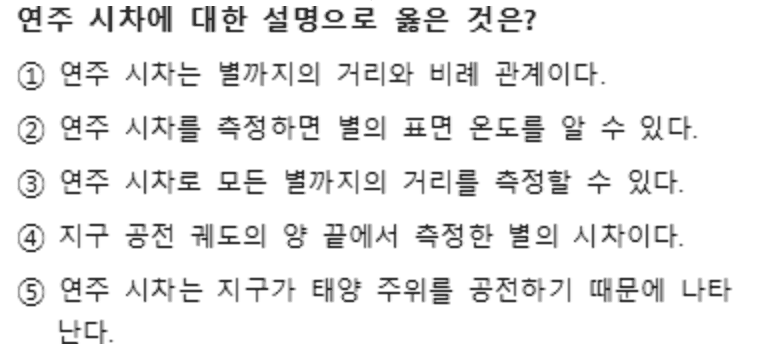 연주 시차에 대한 설명으로 옳은 것은?
① 연주 시차는 별까지의 거리와 비례 관계이다.
② 연주 시차를 측정하면 별의 표면 온도를 알 수 있다.
③ 연주 시차로 모든 별까지의 거리를 측정할 수 있다.
④ 지구 공전 궤도의 양 끝에서 측정한 별의 시차이다.
⑤ 연주 시차는 지구가 태양 주위를 공전하기 때문에 나타
난다.